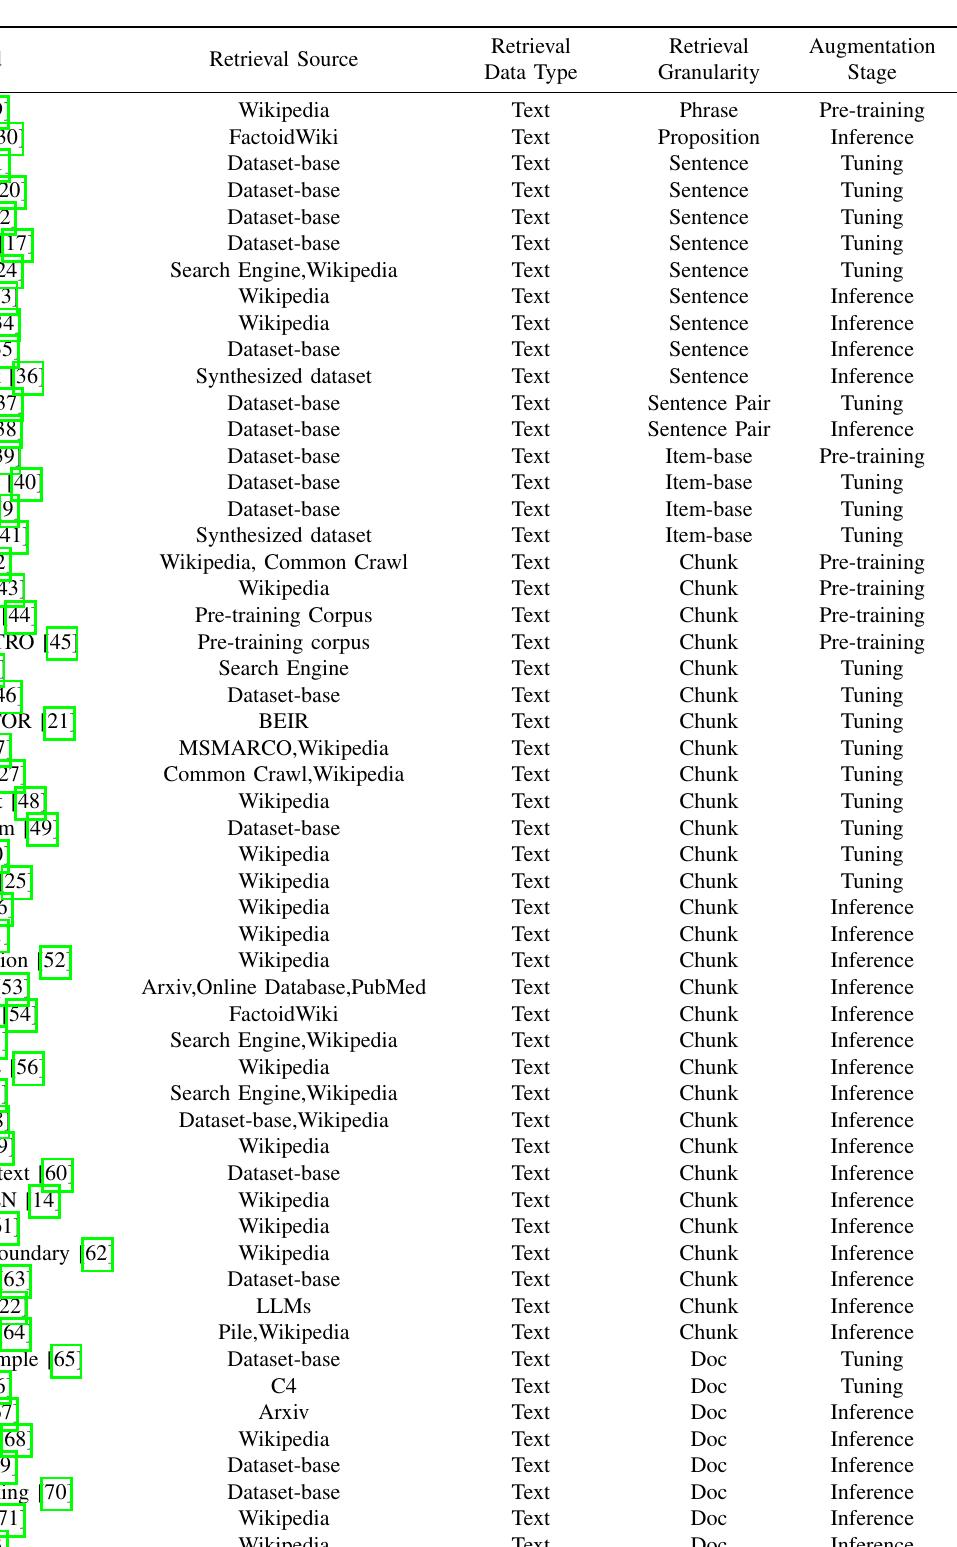 Retrieval Source Retrieval Data Type Retrieval Granularity Augmentation Stage
Wikipedia Text Phrase Pre-training
30] FactoidWiki Text Proposition Inference
Dataset-base Text Sentence Tuning
20] Dataset-base Text Sentence Tuning
2] Dataset-base Text Sentence Tuning
[17] Dataset-base Text Sentence Tuning
24] Search Engine,Wikipedia Text Sentence Tuning
3] Wikipedia Text Sentence Inference
34] Wikipedia Text Sentence Inference
35] Dataset-base Text Sentence Inference
[36] Synthesized dataset Text Sentence Inference
37] Dataset-base Text Sentence Pair Tuning
38] Dataset-base Text Sentence Pair Inference
39] Dataset-base Text Item-base Pre-training
[40] Dataset-base Text Item-base Tuning
9] Dataset-base Text Item-base Tuning
41] Synthesized dataset Text Item-base Tuning
2] Wikipedia, Common Crawl Text Chunk Pre-training
43] Wikipedia Text Chunk Pre-training
[44] Pre-training Corpus Text Chunk Pre-training
TRO [45] Pre-training corpus Text Chunk Pre-training
] Search Engine Text Chunk Tuning
46] Dataset-base Text Chunk Tuning
TOR [21] BEIR Text Chunk Tuning
7] MSMARCO,Wikipedia Text Chunk Tuning
27] Common Crawl,Wikipedia Text Chunk Tuning
t [48] Wikipedia Text Chunk Tuning
m [49] Dataset-base Text Chunk Tuning
0] Wikipedia Text Chunk Tuning
[25] Wikipedia Text Chunk Tuning
6] Wikipedia Text Chunk Inference
Wikipedia Text Chunk Inference
ion [52] Wikipedia Text Chunk Inference
53] Arxiv,Online Database,PubMed Text Chunk Inference
[54] FactoidWiki Text Chunk Inference
] Search Engine,Wikipedia Text Chunk Inference
[56] Wikipedia Text Chunk Inference
] Search Engine,Wikipedia Text Chunk Inference
8] Dataset-base,Wikipedia Text Chunk Inference
9] Wikipedia Text Chunk Inference
text [60] Dataset-base Text Chunk Inference
EN [14] Wikipedia Text Chunk Inference
61] Wikipedia Text Chunk Inference
oundary [62] Wikipedia Text Chunk Inference
[63] Dataset-base Text Chunk Inference
22] LLMs Text Chunk Inference
[64] Pile,Wikipedia Text Chunk Inference
mple [65] Dataset-base Text Doc Tuning
6] C4 Text Doc Tuning
67] Arxiv Text Doc Inference
[68] Wikipedia Text Doc Inference
9] Dataset-base Text Doc Inference
ing [70] Dataset-base Text Doc Inference
71] Wikipedia Text Doc Inference
Wikipedia Text Doc Inference